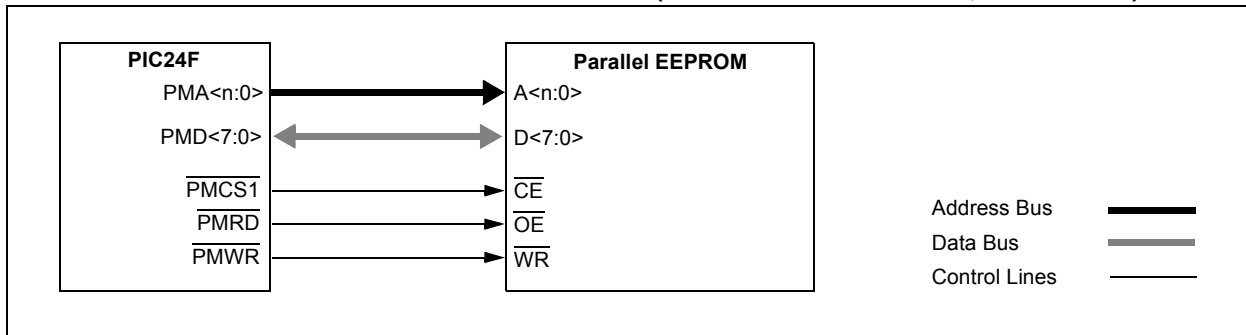 PIC24F
Parallel EEPROM
PMA<n:0>
A<n:0>
PMD<7:0>
D<7:0>
PMCS1
CE
PMRD
OE
PMWR
WR
Address Bus
Data Bus
Control Lines